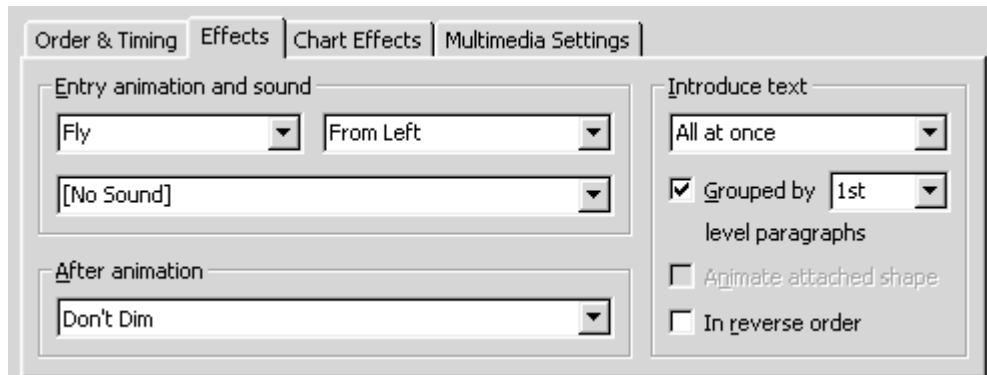 Order & Timing Effects Chart Effects Multimedia Settings
Entry animation and sound
Fly From Left
[No Sound]
After animation
Don't Dim
Introduce text
All at once
Grouped by 1st
level paragraphs
Animate attached shape
In reverse order